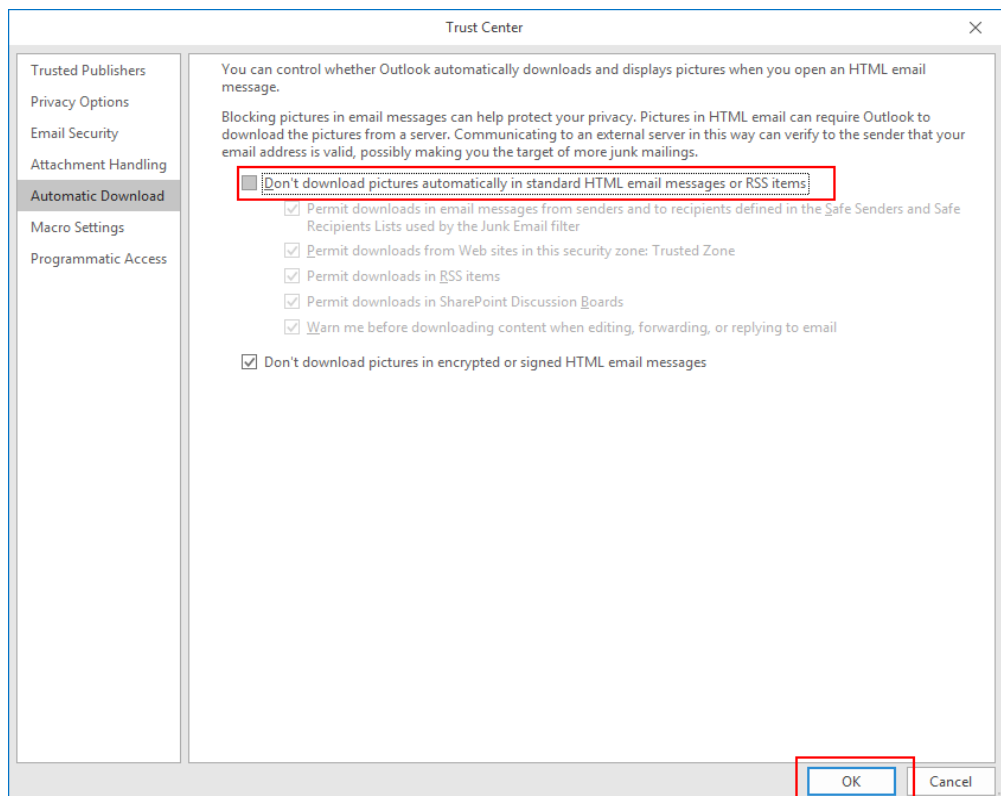 Trust Center
Trusted Publishers
Privacy Options
Email Security
Attachment Handling
Automatic Download
Macro Settings
Programmatic Access
You can control whether Outlook automatically downloads and displays pictures when you open an HTML email
message.
Blocking pictures in email messages can help protect your privacy. Pictures in HTML email can require Outlook to
download the pictures from a server. Communicating to an external server in this way can verify to the sender that your
email address is valid, possibly making you the target of more junk mailings.
Don't download pictures automatically in standard HTML email messages or RSS items
Permit downloads in email messages from senders and to recipients defined in the Safe Senders and Safe
Recipients Lists used by the Junk Email filter
Permit downloads from Web sites in this security zone: Trusted Zone
Permit downloads in RSS items
Permit downloads in SharePoint Discussion Boards
Warn me before downloading content when editing, forwarding, or replying to email
Don't download pictures in encrypted or signed HTML email messages
OK
Cancel